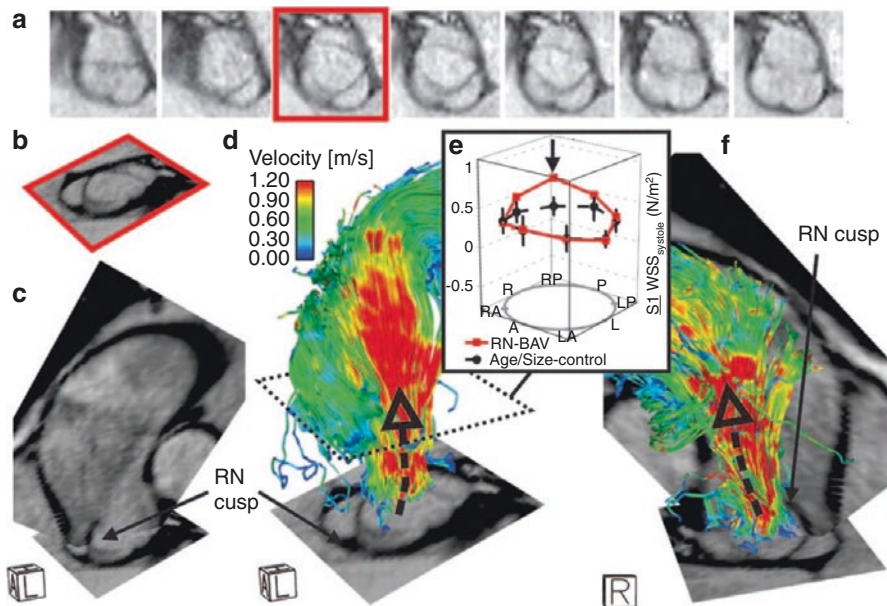 a
b
c
d
Velocity [m/s]
1.20
0.90
0.60
0.30
0.00
e
1
0.5
0
-0.5
S1 WSSsystole (N/m²)
R
RP
P
RA
LP
A
L
LA
RN-BAV
Age/Size-control
f
RN cusp
RN
cusp
AL
AL
R